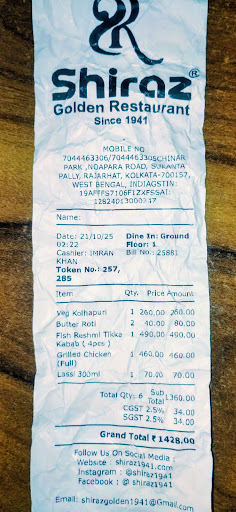 Shiraz®
Golden Restaurant
Since 1941
MOBILE NO
7044463306/7044463305CHINAR
PARK ,NOAPARA ROAD, SUKANTA
PALLY, RAJARHAT, KOLKATA-700157,
WEST BENGAL, INDIAGSTIN:
19AFFFS7106F1ZXFSSAI:
12824013000217
Name:
Date: 21/10/25 Dine In: Ground
02:22 Floor: 1
Cashier: IMRAN Bill No.: 25881
KHAN
Token No.: 257,
285
Item Qty. Price Amount
Veg Kolhapuri 1 260.00 260.00
Butter Roti 2 40.00 80.00
Fish Reshmi Tikka 1 490.00 490.00
Kabab ( 4pcs )
Grilled Chicken 1 460.00 460.00
(Full)
Lassi 300ml 1 70.00 70.00
Total Qty: 6 Sub Total 1360.00
CGST 2.5% 34.00
SGST 2.5% 34.00
Grand Total ₹ 1428.00
Follow Us On Social Media :
Website : shiraz1941.com
Instagram : @ shiraz1941
Facebook : @ shiraz1941
Email: shirazgolden1941@Gmail.com